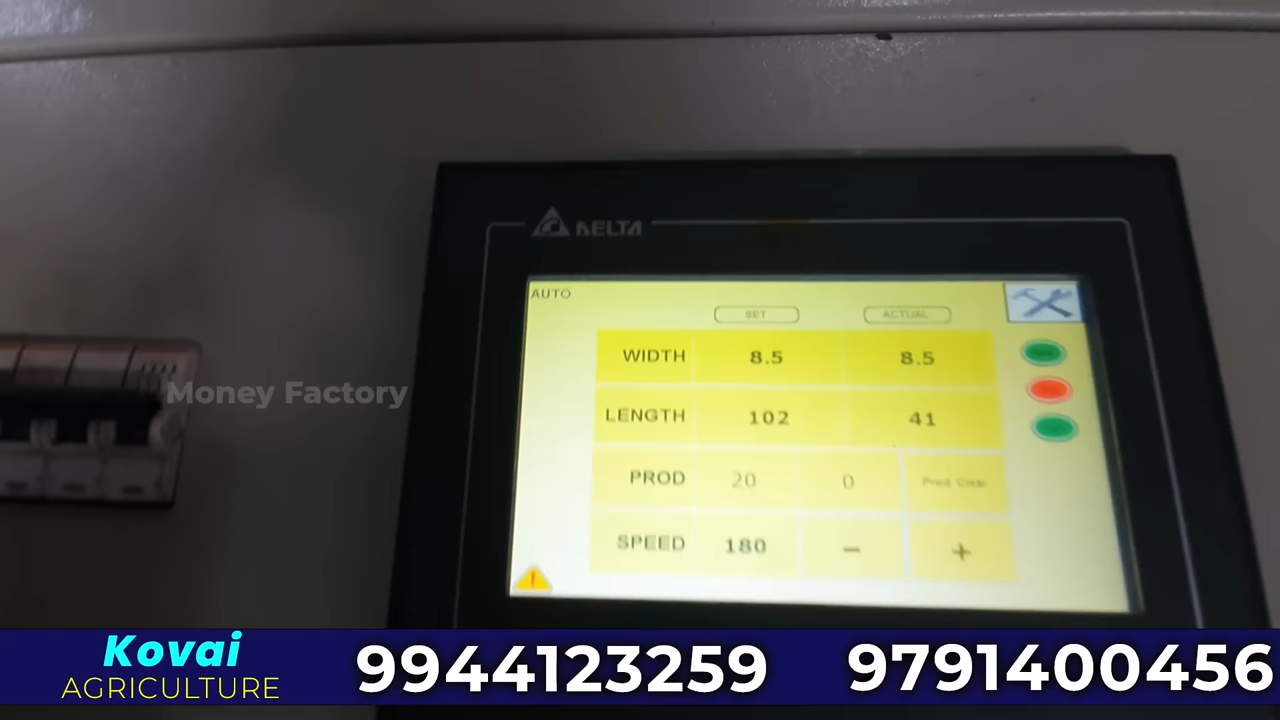 DELTA
AUTO
SET ACTUAL
WIDTH 8.5 8.5
LENGTH 102 41
PROD 20 0 Prod. Clear
SPEED 180 − +
Money Factory
Kovai
AGRICULTURE
9944123259 9791400456